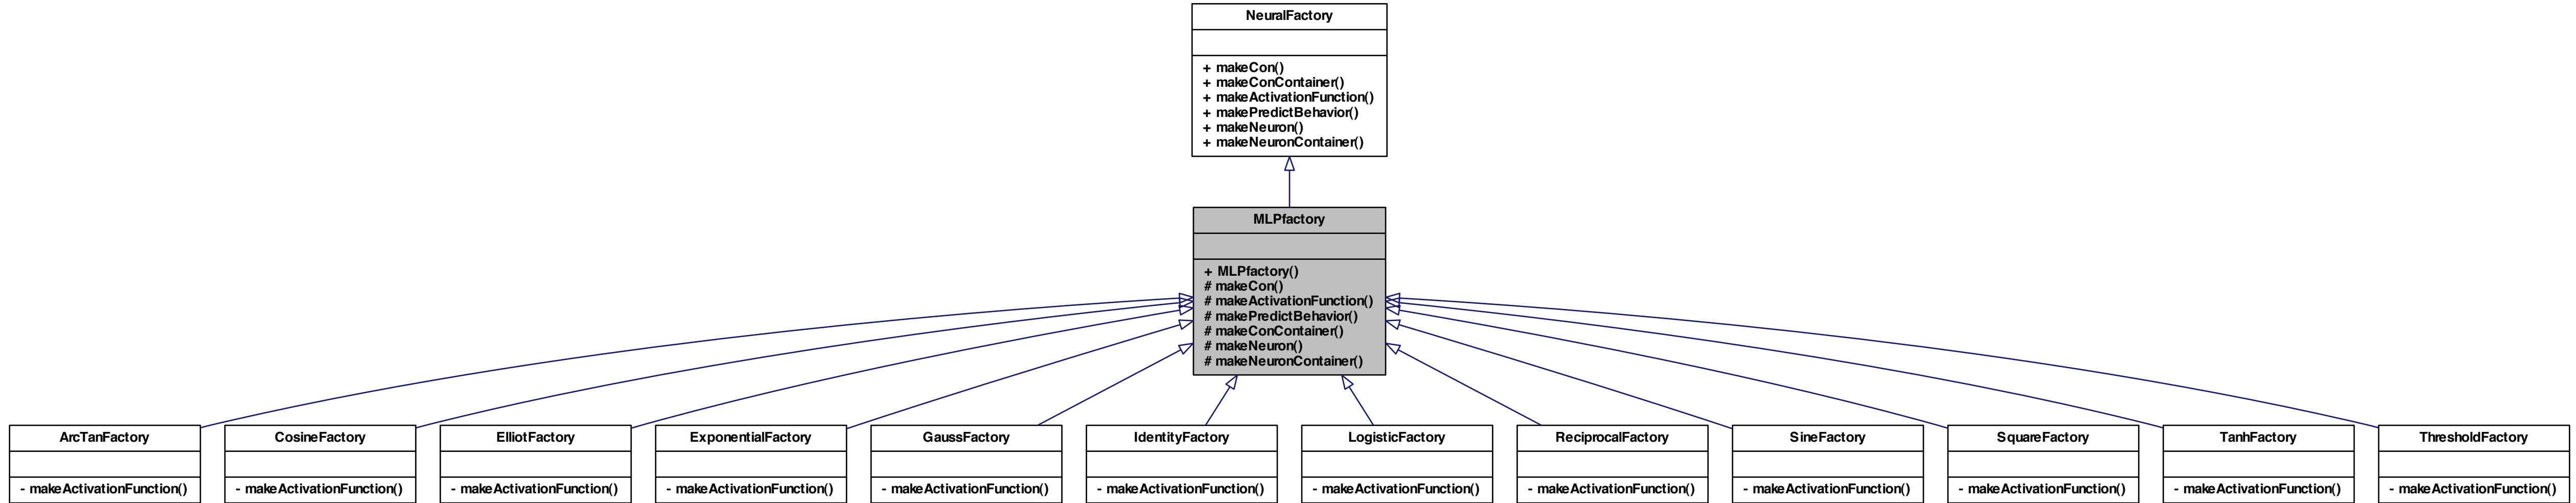 NeuralFactory
+ makeCon()
+ makeConContainer()
+ makeActivationFunction()
+ makePredictBehavior()
+ makeNeuron()
+ makeNeuronContainer()
MLPfactory
+ MLPfactory()
# makeCon()
# makeActivationFunction()
# makePredictBehavior()
# makeConContainer()
# makeNeuron()
# makeNeuronContainer()
ArcTanFactory
- makeActivationFunction()
CosineFactory
- makeActivationFunction()
ElliotFactory
- makeActivationFunction()
ExponentialFactory
- makeActivationFunction()
GaussFactory
- makeActivationFunction()
IdentityFactory
- makeActivationFunction()
LogisticFactory
- makeActivationFunction()
ReciprocalFactory
- makeActivationFunction()
SineFactory
- makeActivationFunction()
SquareFactory
- makeActivationFunction()
TanhFactory
- makeActivationFunction()
ThresholdFactory
- makeActivationFunction()